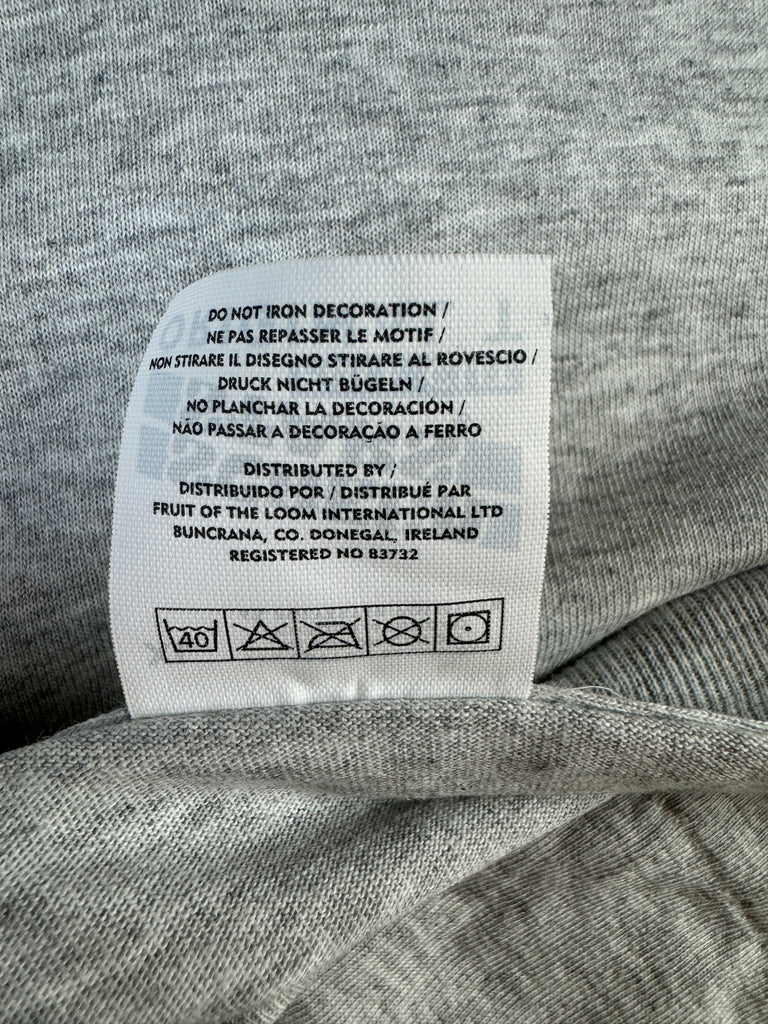 DO NOT IRON DECORATION /
NE PAS REPASSER LE MOTIF /
NON STIRARE IL DISEGNO STIRARE AL ROVESCIO /
DRUCK NICHT BÜGELN /
NO PLANCHAR LA DECORACIÓN /
NÃO PASSAR A DECORAÇÃO A FERRO
DISTRIBUTED BY /
DISTRIBUIDO POR / DISTRIBUÉ PAR
FRUIT OF THE LOOM INTERNATIONAL LTD
BUNCRANA, CO. DONEGAL, IRELAND
REGISTERED NO 83732
40